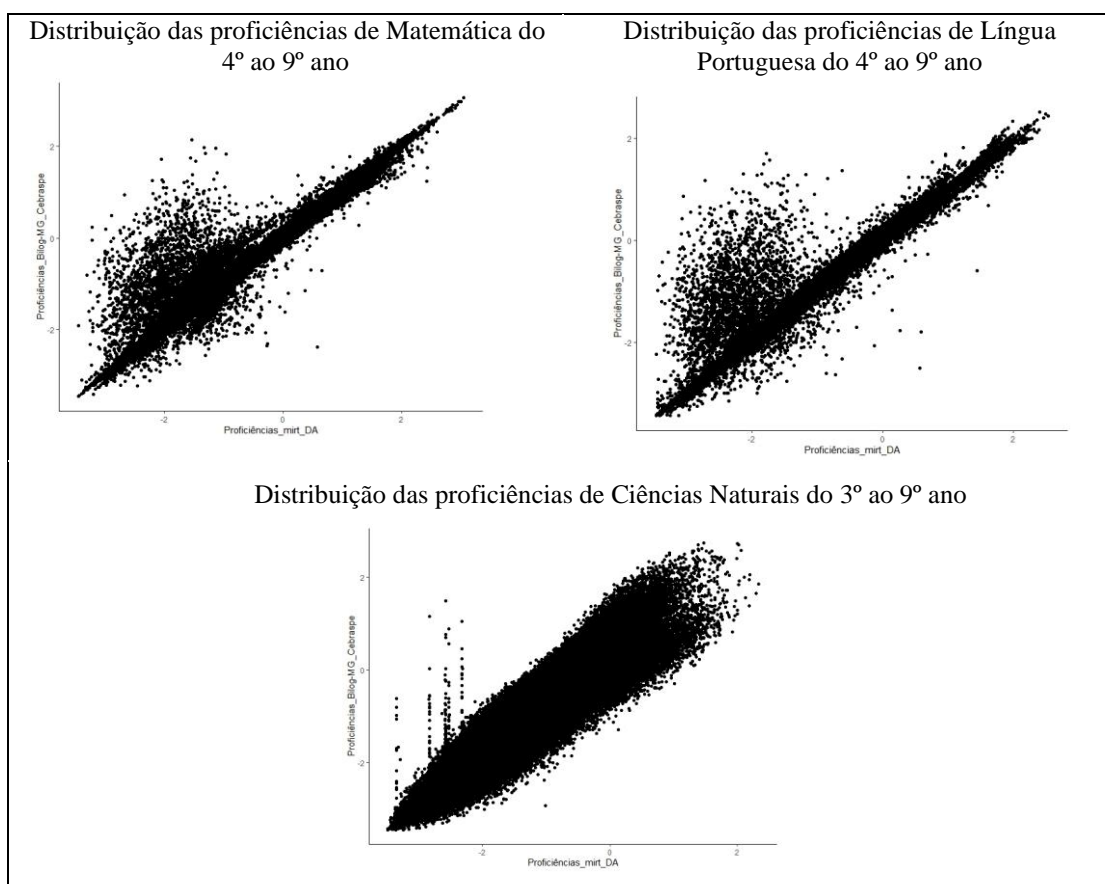 Distribuição das proficiências de Matemática do
4º ao 9º ano
2
0
-2
Proficiências_Bilog-MG_Cebraspe
-2
0
2
Proficiências_mirt_DA
Distribuição das proficiências de Língua
Portuguesa do 4º ao 9º ano
2
0
-2
Proficiências_Bilog-MG_Cebraspe
-2
0
2
Proficiências_mirt_DA
Distribuição das proficiências de Ciências Naturais do 3º ao 9º ano
2
0
-2
Proficiências_Bilog-MG_Cebraspe
-2
0
2
Proficiências_mirt_DA